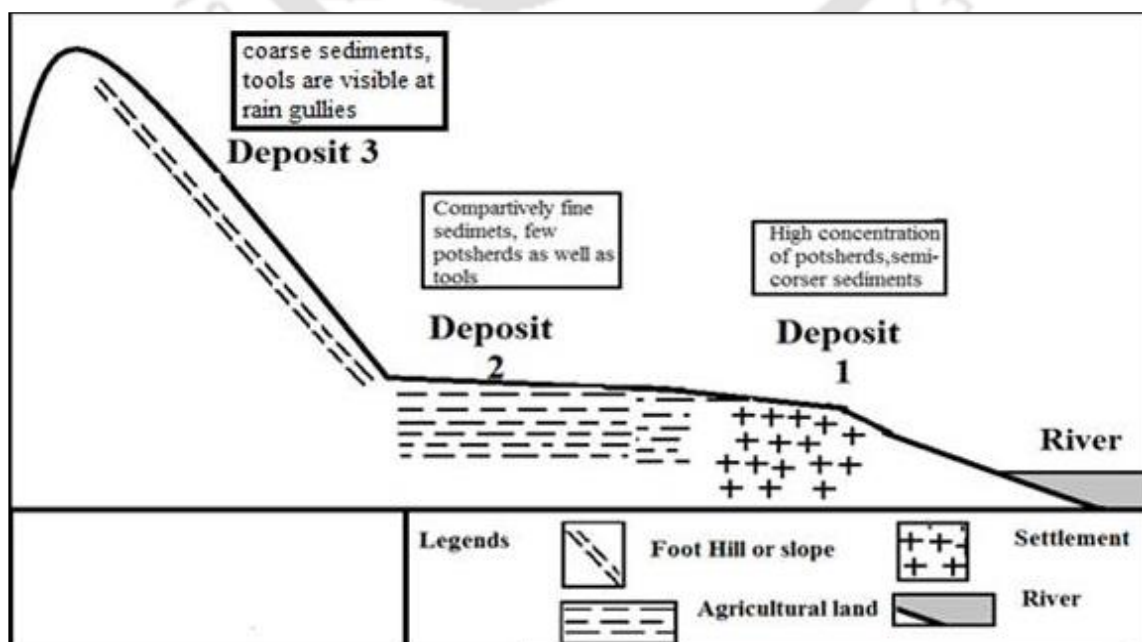 coarse sediments,
tools are visible at
rain gullies
Deposit 3
Compartively fine
sedimets, few
potsherds as well as
tools
Deposit
2
High concentration
of potsherds,semi-
corser sediments
Deposit
1
River
Legends
Foot Hill or slope
Settlement
Agricultural land
River